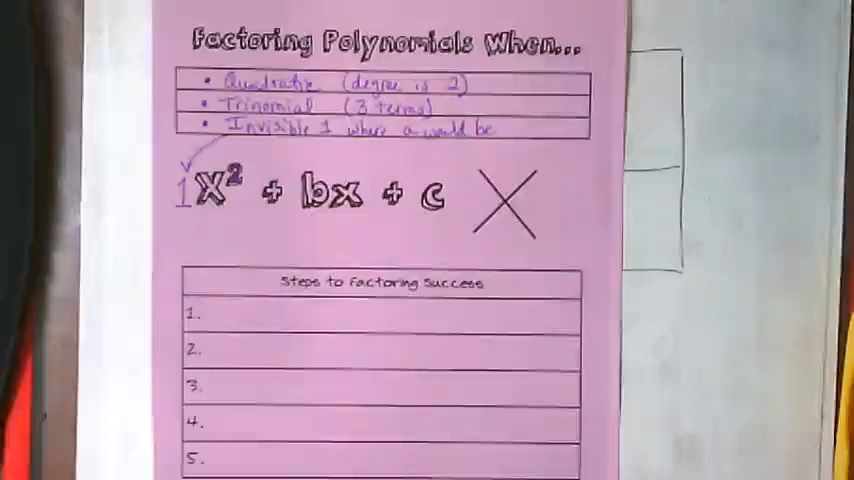 Factoring Polynomials When...
• Quadratic (degree is 2)
• Trinomial (3 terms)
• Invisible 1 where a would be
1x² + bx + c
Steps to Factoring Success
1.
2.
3.
4.
5.